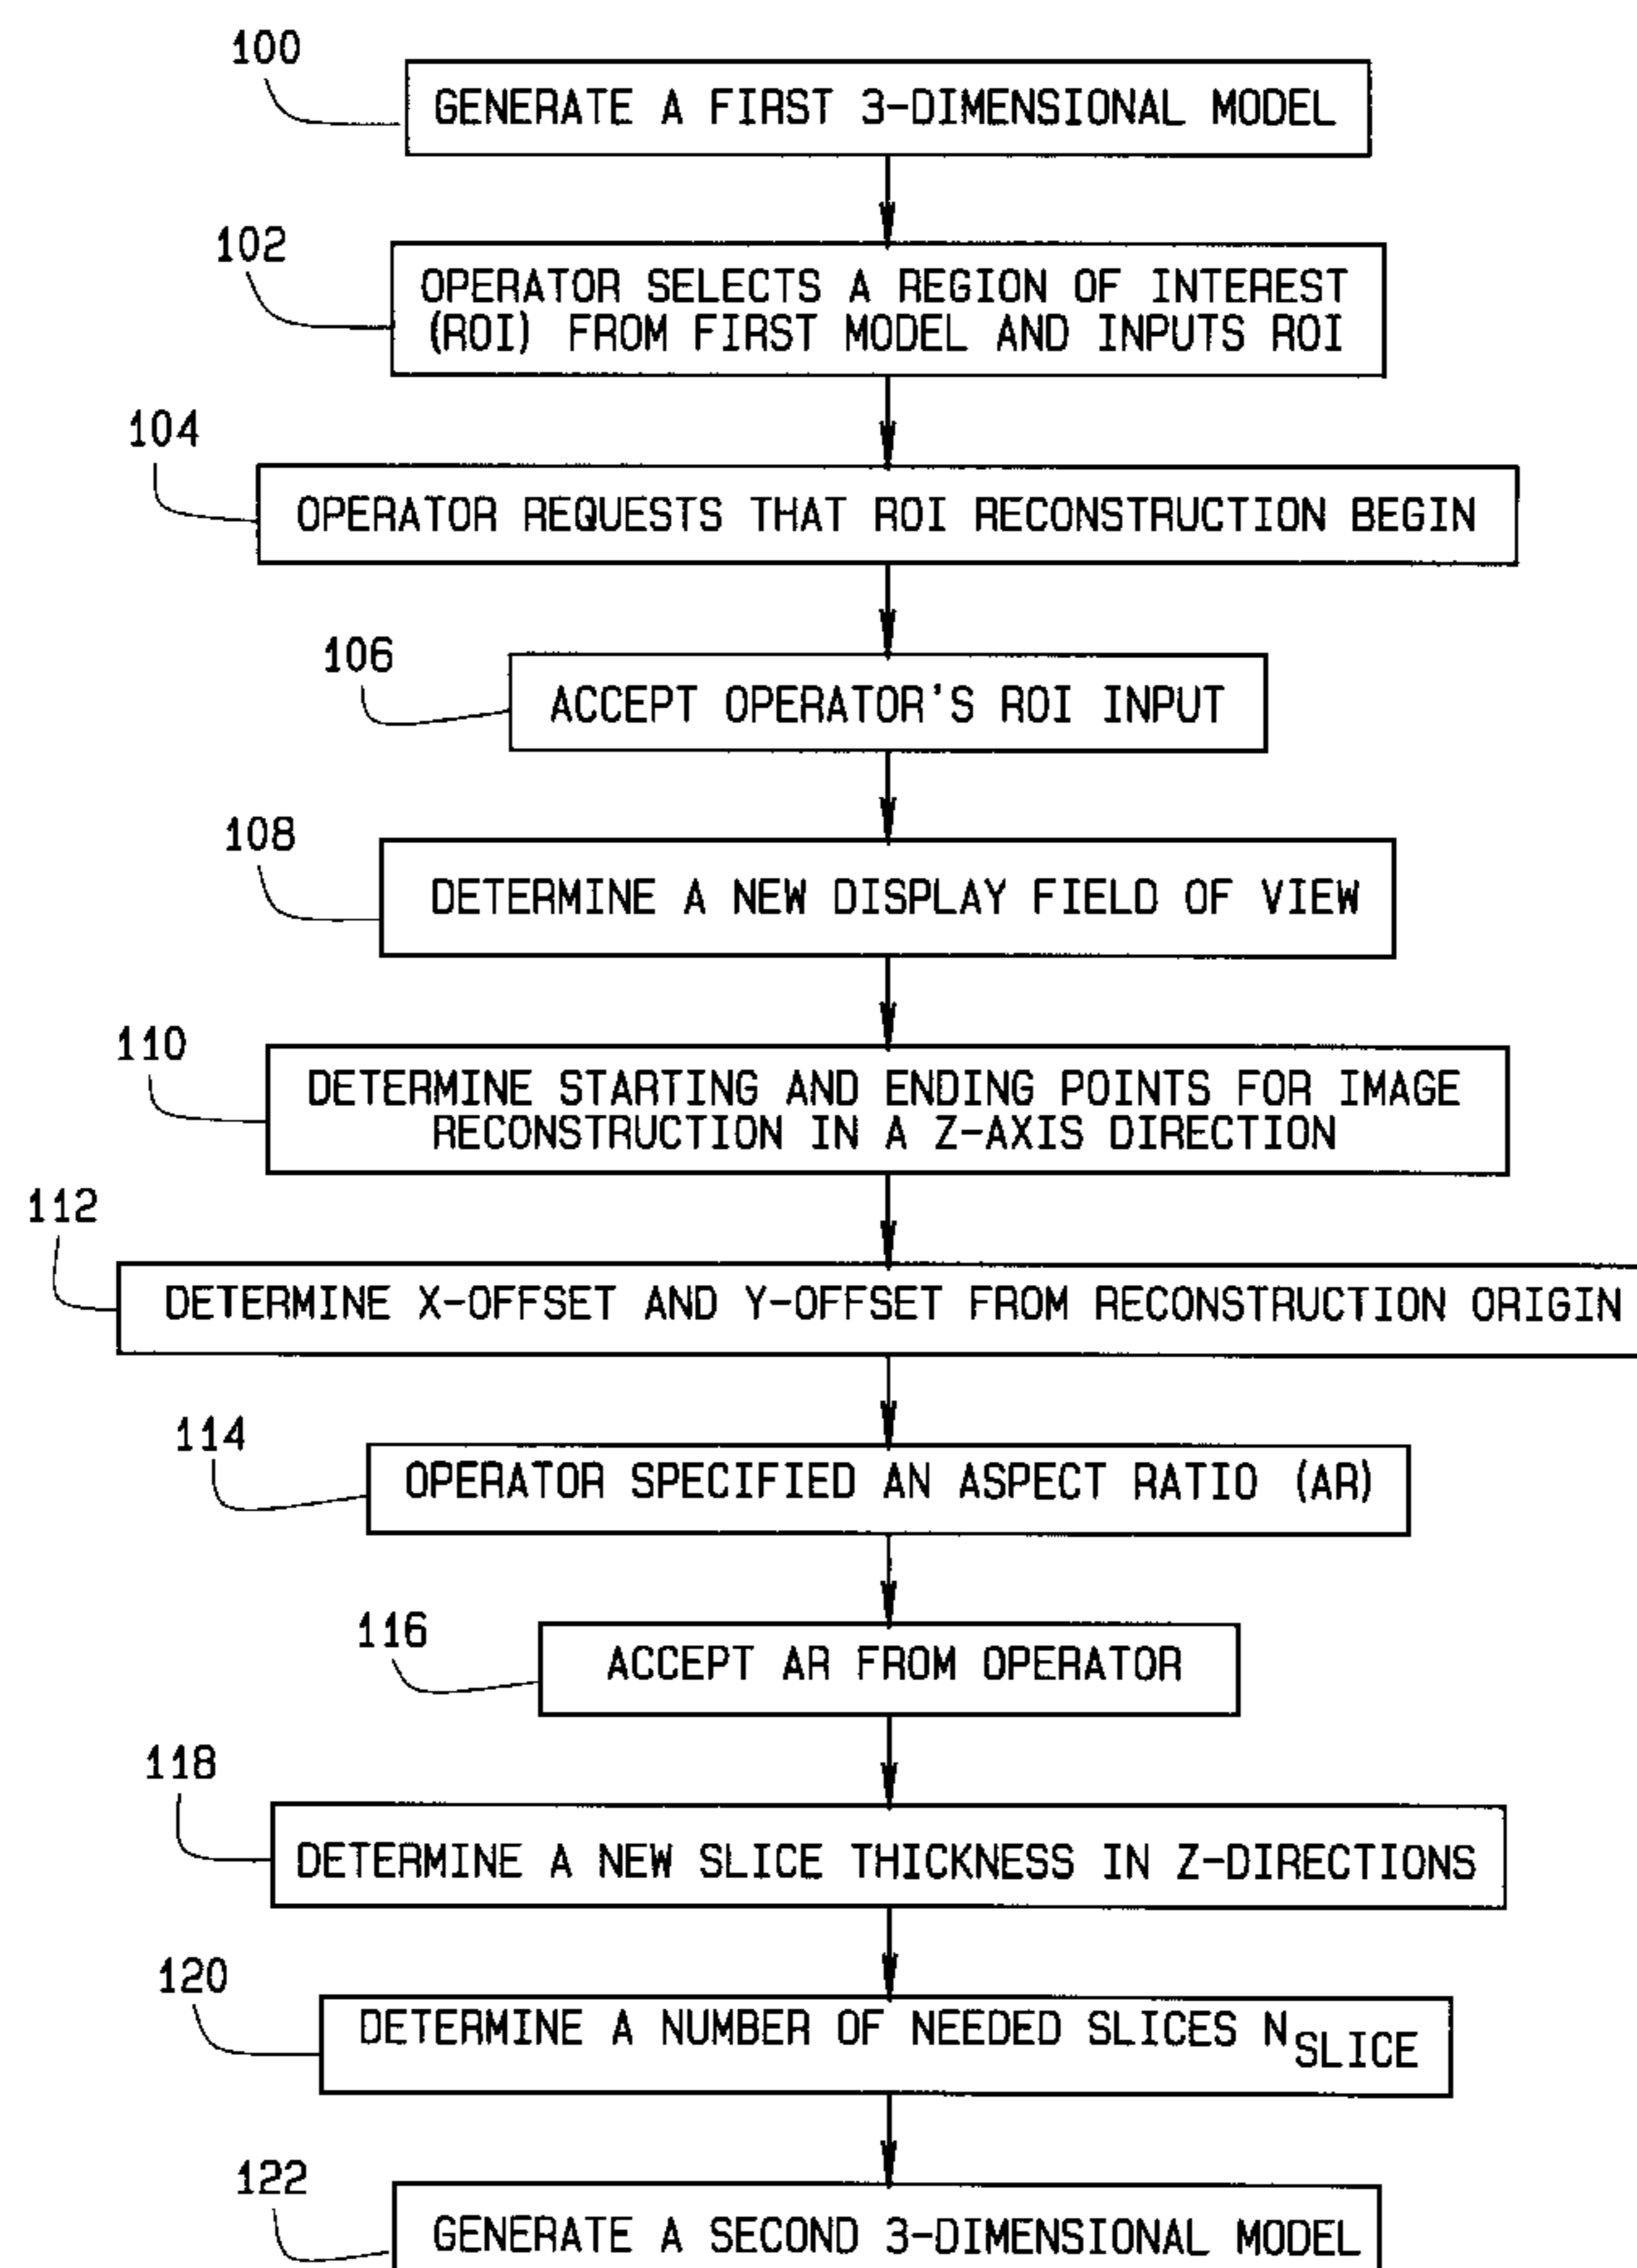 100
GENERATE A FIRST 3-DIMENSIONAL MODEL
102
OPERATOR SELECTS A REGION OF INTEREST
(ROI) FROM FIRST MODEL AND INPUTS ROI
104
OPERATOR REQUESTS THAT ROI RECONSTRUCTION BEGIN
106
ACCEPT OPERATOR'S ROI INPUT
108
DETERMINE A NEW DISPLAY FIELD OF VIEW
110
DETERMINE STARTING AND ENDING POINTS FOR IMAGE
RECONSTRUCTION IN A Z-AXIS DIRECTION
112
DETERMINE X-OFFSET AND Y-OFFSET FROM RECONSTRUCTION ORIGIN
114
OPERATOR SPECIFIED AN ASPECT RATIO (AR)
116
ACCEPT AR FROM OPERATOR
118
DETERMINE A NEW SLICE THICKNESS IN Z-DIRECTIONS
120
DETERMINE A NUMBER OF NEEDED SLICES N SLICE
122
GENERATE A SECOND 3-DIMENSIONAL MODEL